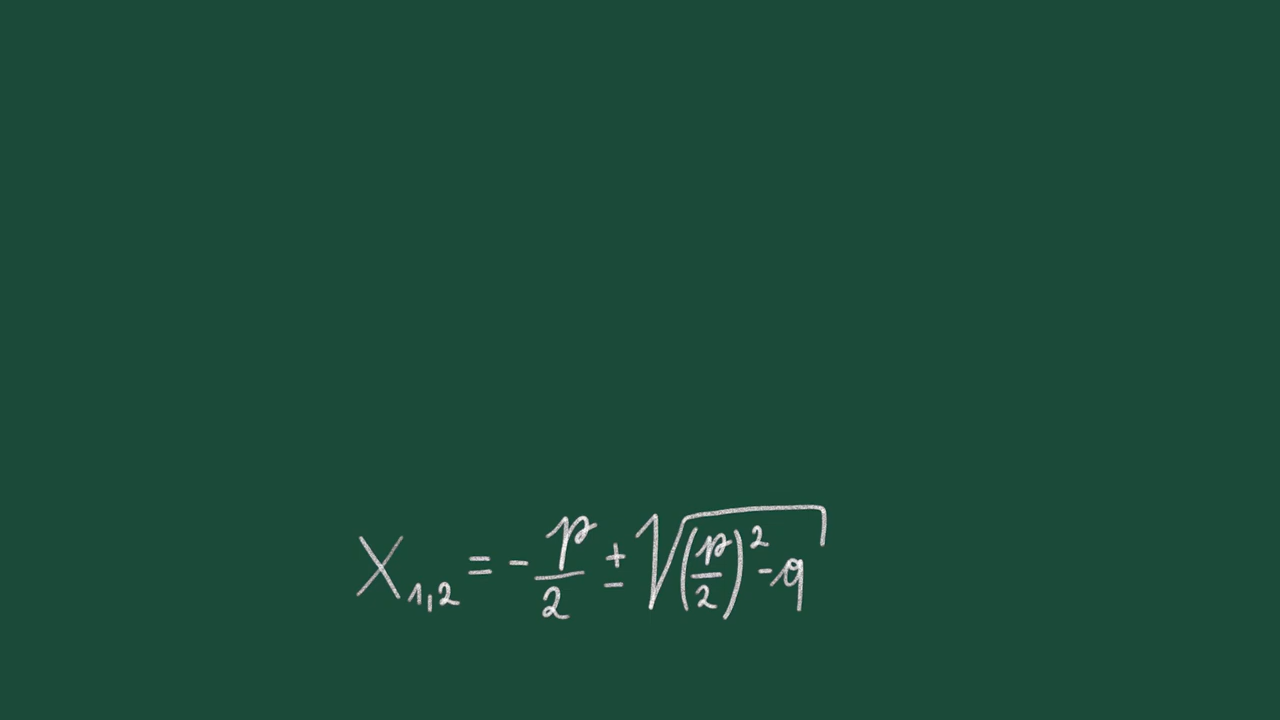 X₁,₂ = - p/2 ± √((p/2)² - q)